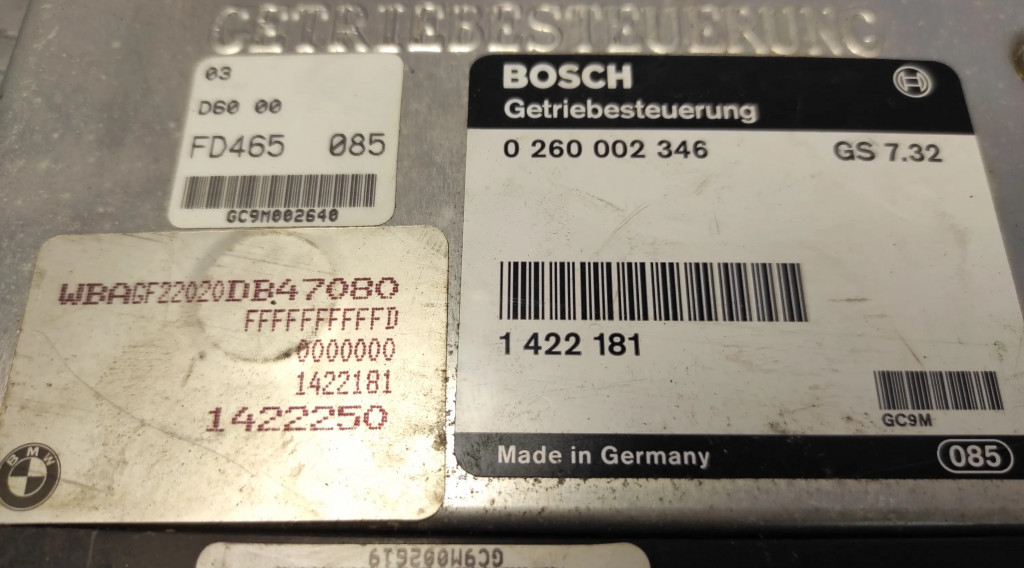 GETRIEBESTEUERUNG
03
D60 00
FD465 085
GC9M002640
BOSCH
Getriebesteuerung
0 260 002 346 GS 7.32
1 422 181
GC9M
Made in Germany 085
WBAGF22020DB47080
FFFFFFFFFFD
0000000
1422181
1422250
BMW
GC9M002619